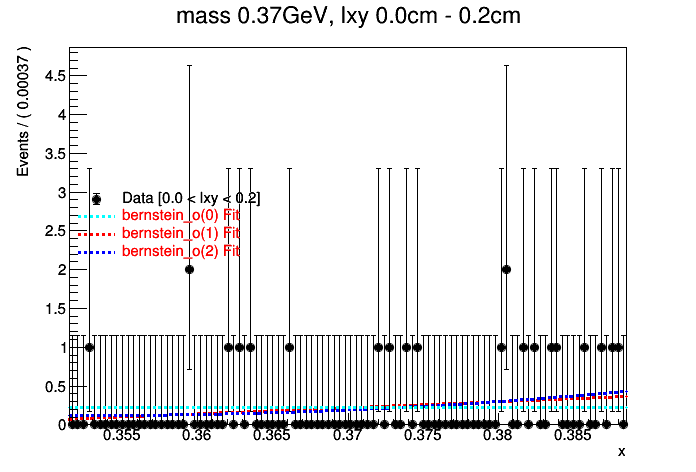 mass 0.37GeV, lxy 0.0cm - 0.2cm
Events / ( 0.00037 )
4.5
4
3.5
3
2.5
2
1.5
1
0.5
0
Data [0.0 < lxy < 0.2]
bernstein_o(0) Fit
bernstein_o(1) Fit
bernstein_o(2) Fit
0.355 0.36 0.365 0.37 0.375 0.38 0.385
x